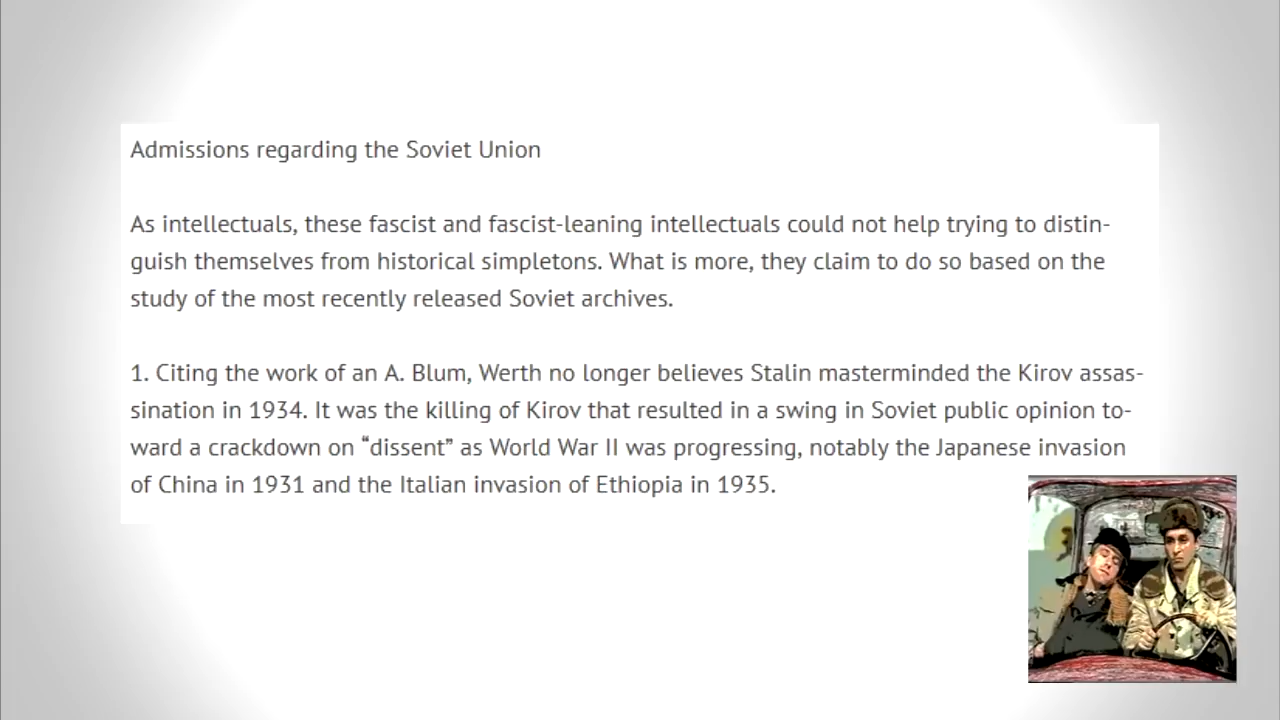 Admissions regarding the Soviet Union
As intellectuals, these fascist and fascist-leaning intellectuals could not help trying to distin-
guish themselves from historical simpletons. What is more, they claim to do so based on the
study of the most recently released Soviet archives.
1. Citing the work of an A. Blum, Werth no longer believes Stalin masterminded the Kirov assas-
sination in 1934. It was the killing of Kirov that resulted in a swing in Soviet public opinion to-
ward a crackdown on “dissent” as World War II was progressing, notably the Japanese invasion
of China in 1931 and the Italian invasion of Ethiopia in 1935.